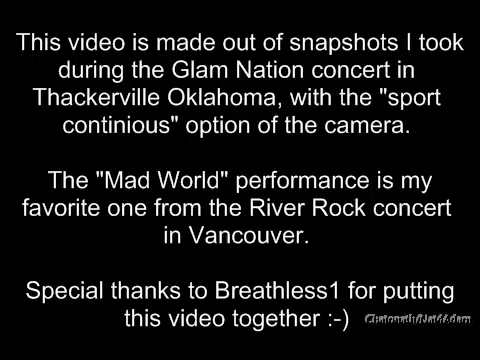 This video is made out of snapshots I took
during the Glam Nation concert in
Thackerville Oklahoma, with the "sport
continious" option of the camera.
The "Mad World" performance is my
favorite one from the River Rock concert
in Vancouver.
Special thanks to Breathless1 for putting
this video together :-)